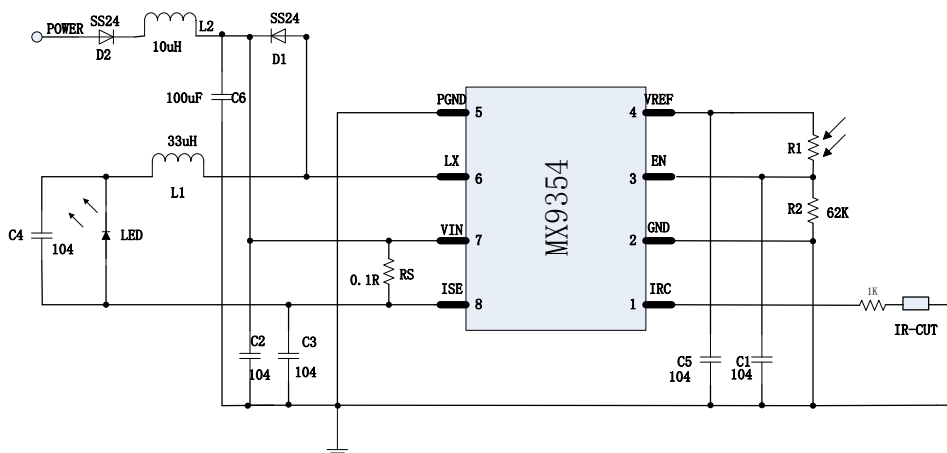 POWER
SS24
D2
L2
10uH
SS24
D1
100uF
C6
33uH
L1
C4
104
LED
0.1R
RS
C2
104
C3
104
PGND
5
LX
6
VIN
7
ISE
8
MX9354
4
VREF
3
EN
2
GND
1
IRC
R1
R2
62K
1K
IR-CUT
C5
104
C1
104